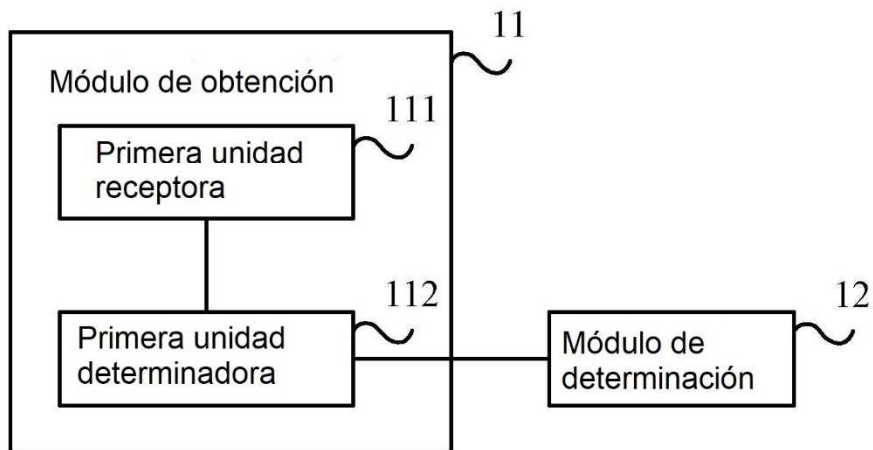 11
Módulo de obtención
111
Primera unidad
receptora
112
Primera unidad
determinadora
12
Módulo de
determinación